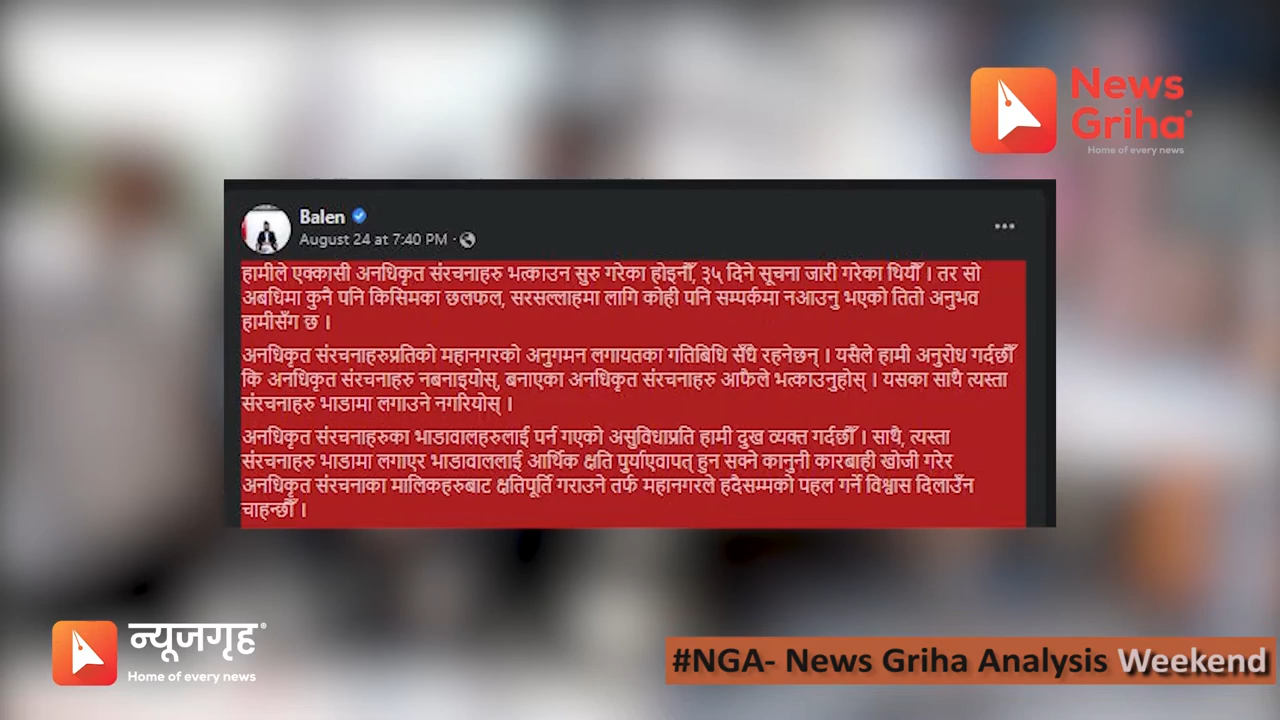 News
Griha
Home of every news
Balen
August 24 at 7:40 PM ·
हामीले एक्कासी अनधिकृत संरचनाहरु भत्काउन सुरु गरेका होइनौँ, ३५ दिने सूचना जारी गरेका थियौँ । तर सो
अबधिमा कुनै पनि किसिमका छलफल, सरसल्लाहमा लागि कोही पनि सम्पर्कमा नआउनु भएको तितो अनुभव
हामीसँग छ ।
अनधिकृत संरचनाहरुप्रतिको महानगरको अनुगमन लगायतका गतिबिधि सँधै रहनेछन् । यसैले हामी अनुरोध गर्दछौँ
कि अनधिकृत संरचनाहरु नबनाइयोस्, बनाएका अनधिकृत संरचनाहरु आफैले भत्काउनुहोस् । यसका साथै त्यस्ता
संरचनाहरु भाडामा लगाउने नगरियोस् ।
अनधिकृत संरचनाहरुका भाडावालहरुलाई पर्न गएको असुविधाप्रति हामी दुख व्यक्त गर्दछौँ । साथै, त्यस्ता
संरचनाहरु भाडामा लगाएर भाडावाललाई आर्थिक क्षति पुर्याएवापत् हुन सक्ने कानुनी कारबाही खोजी गरेर
अनधिकृत संरचनाका मालिकहरुबाट क्षतिपूर्ति गराउने तर्फ महानगरले हदैसम्मको पहल गर्ने विश्वास दिलाउँन
चाहन्छौँ ।
न्यूजगृह
Home of every news
#NGA- News Griha Analysis Weekend